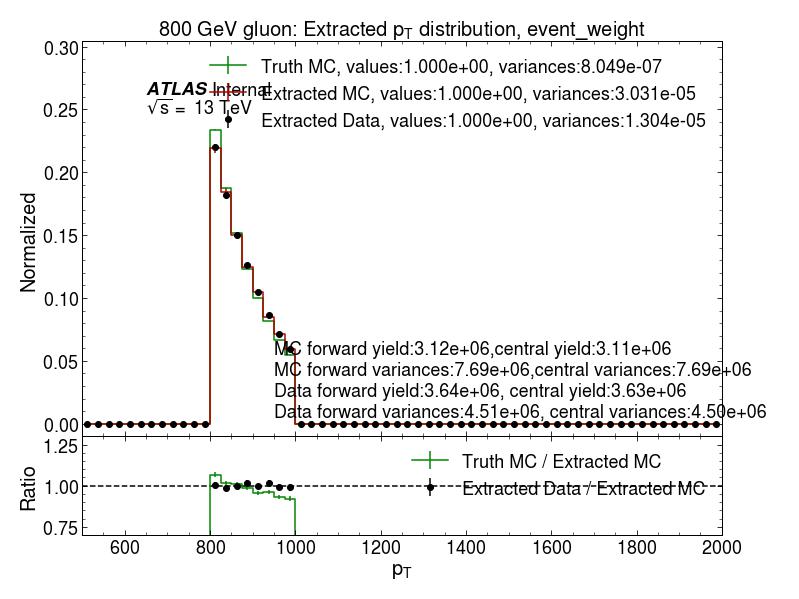 800 GeV gluon: Extracted pT distribution, event_weight
0.30
Truth MC, values:1.000e+00, variances:8.049e-07
ATLAS Internal
Extracted MC, values:1.000e+00, variances:3.031e-05
√s = 13 TeV
0.25
Extracted Data, values:1.000e+00, variances:1.304e-05
0.20
Normalized
0.15
0.10
MC forward yield:3.12e+06,central yield:3.11e+06
0.05
MC forward variances:7.69e+06,central variances:7.69e+06
Data forward yield:3.64e+06, central yield:3.63e+06
Data forward variances:4.51e+06, central variances:4.50e+06
0.00
1.25
Truth MC / Extracted MC
Ratio
1.00
Extracted Data / Extracted MC
0.75
600 800 1000 1200 1400 1600 1800 2000
pT